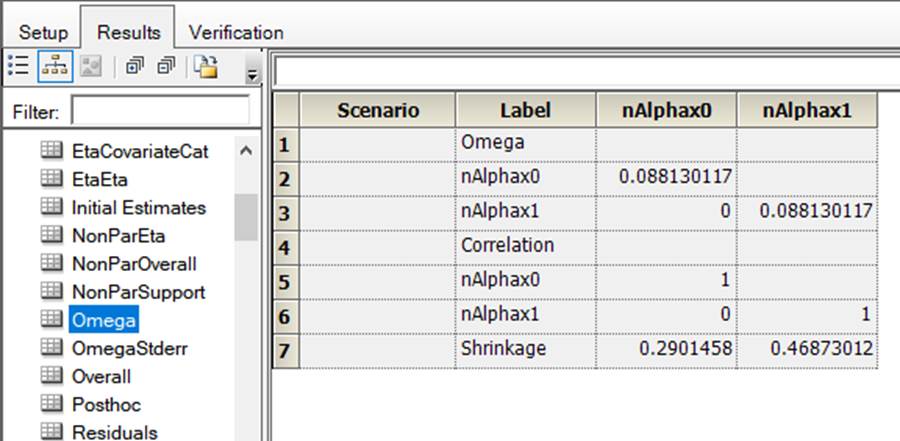 Setup Results Verification
Filter:
EtaCovariateCat
EtaEta
Initial Estimates
NonParEta
NonParOverall
NonParSupport
Omega
OmegaStderr
Overall
Posthoc
Residuals
Scenario Label nAlphax0 nAlphax1
1 Omega
2 nAlphax0 0.088130117
3 nAlphax1 0 0.088130117
4 Correlation
5 nAlphax0 1
6 nAlphax1 0 1
7 Shrinkage 0.2901458 0.46873012